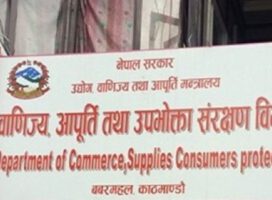 नेपाल सरकार
उद्योग, वाणिज्य तथा आपूर्ति मन्त्रालय
वाणिज्य, आपूर्ति तथा उपभोक्ता संरक्षण वि
Department of Commerce,Supplies Consumers protec
बबरमहल, काठमाण्डौ